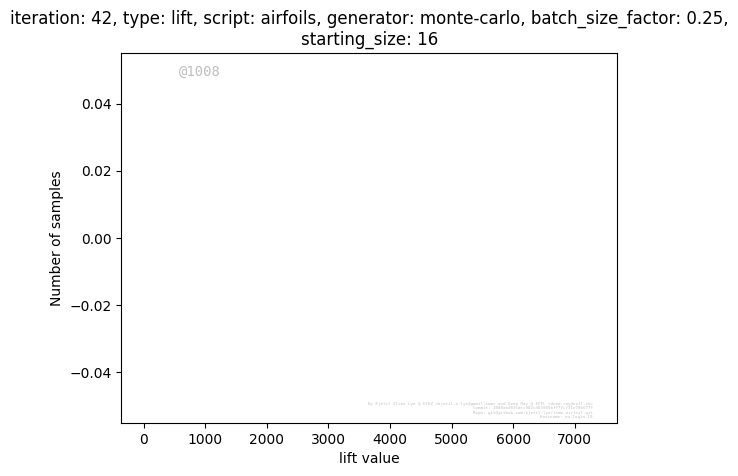 iteration: 42, type: lift, script: airfoils, generator: monte-carlo, batch_size_factor: 0.25,
starting_size: 16
@1008
0.04
0.02
0.00
−0.02
−0.04
Number of samples
0 1000 2000 3000 4000 5000 6000 7000
lift value